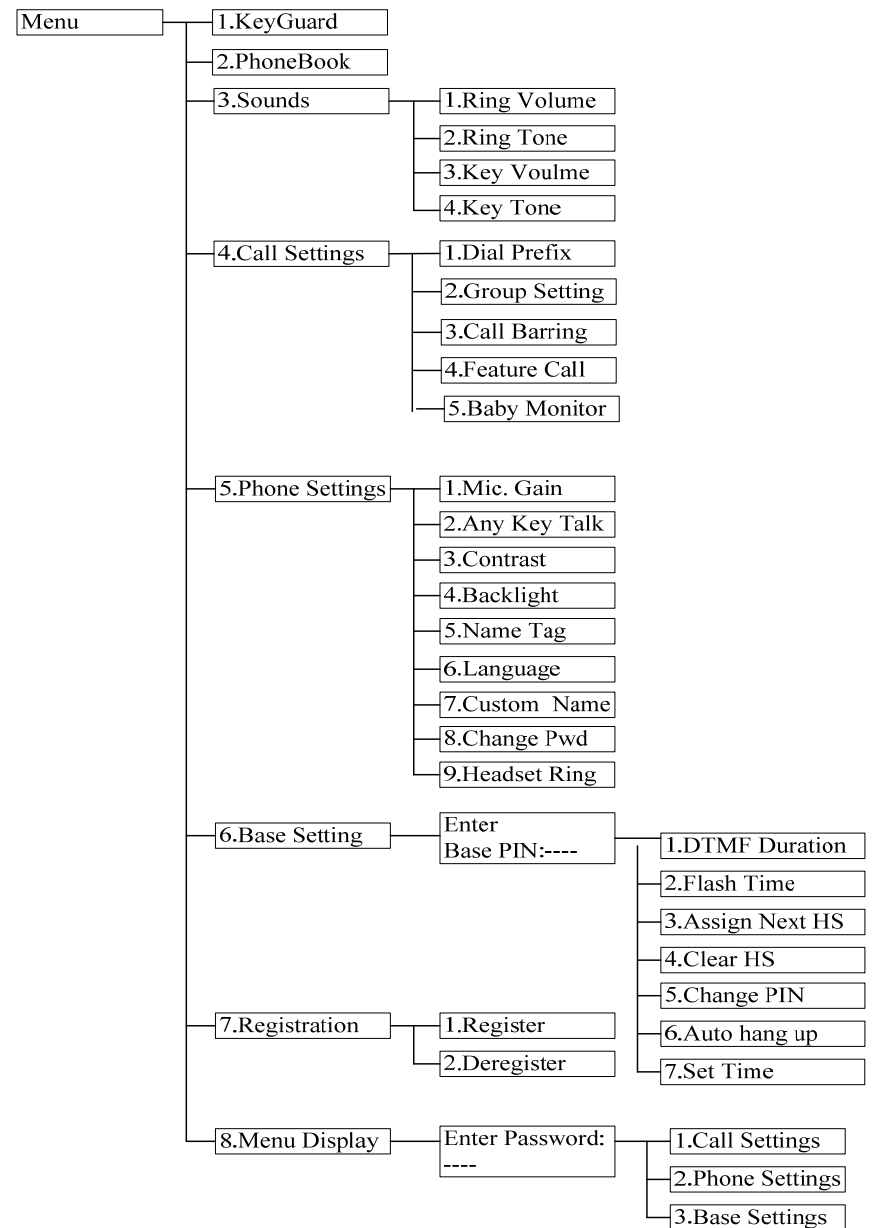 Menu
1.KeyGuard
2.PhoneBook
3.Sounds
1.Ring Volume
2.Ring Tone
3.Key Voulme
4.Key Tone
4.Call Settings
1.Dial Prefix
2.Group Setting
3.Call Barring
4.Feature Call
5.Baby Monitor
5.Phone Settings
1.Mic. Gain
2.Any Key Talk
3.Contrast
4.Backlight
5.Name Tag
6.Language
7.Custom  Name
8.Change Pwd
9.Headset Ring
6.Base Setting
Enter
Base PIN:----
1.DTMF Duration
2.Flash Time
3.Assign Next HS
4.Clear HS
5.Change PIN
6.Auto hang up
7.Set Time
7.Registration
1.Register
2.Deregister
8.Menu Display
Enter Password:
----
1.Call Settings
2.Phone Settings
3.Base Settings